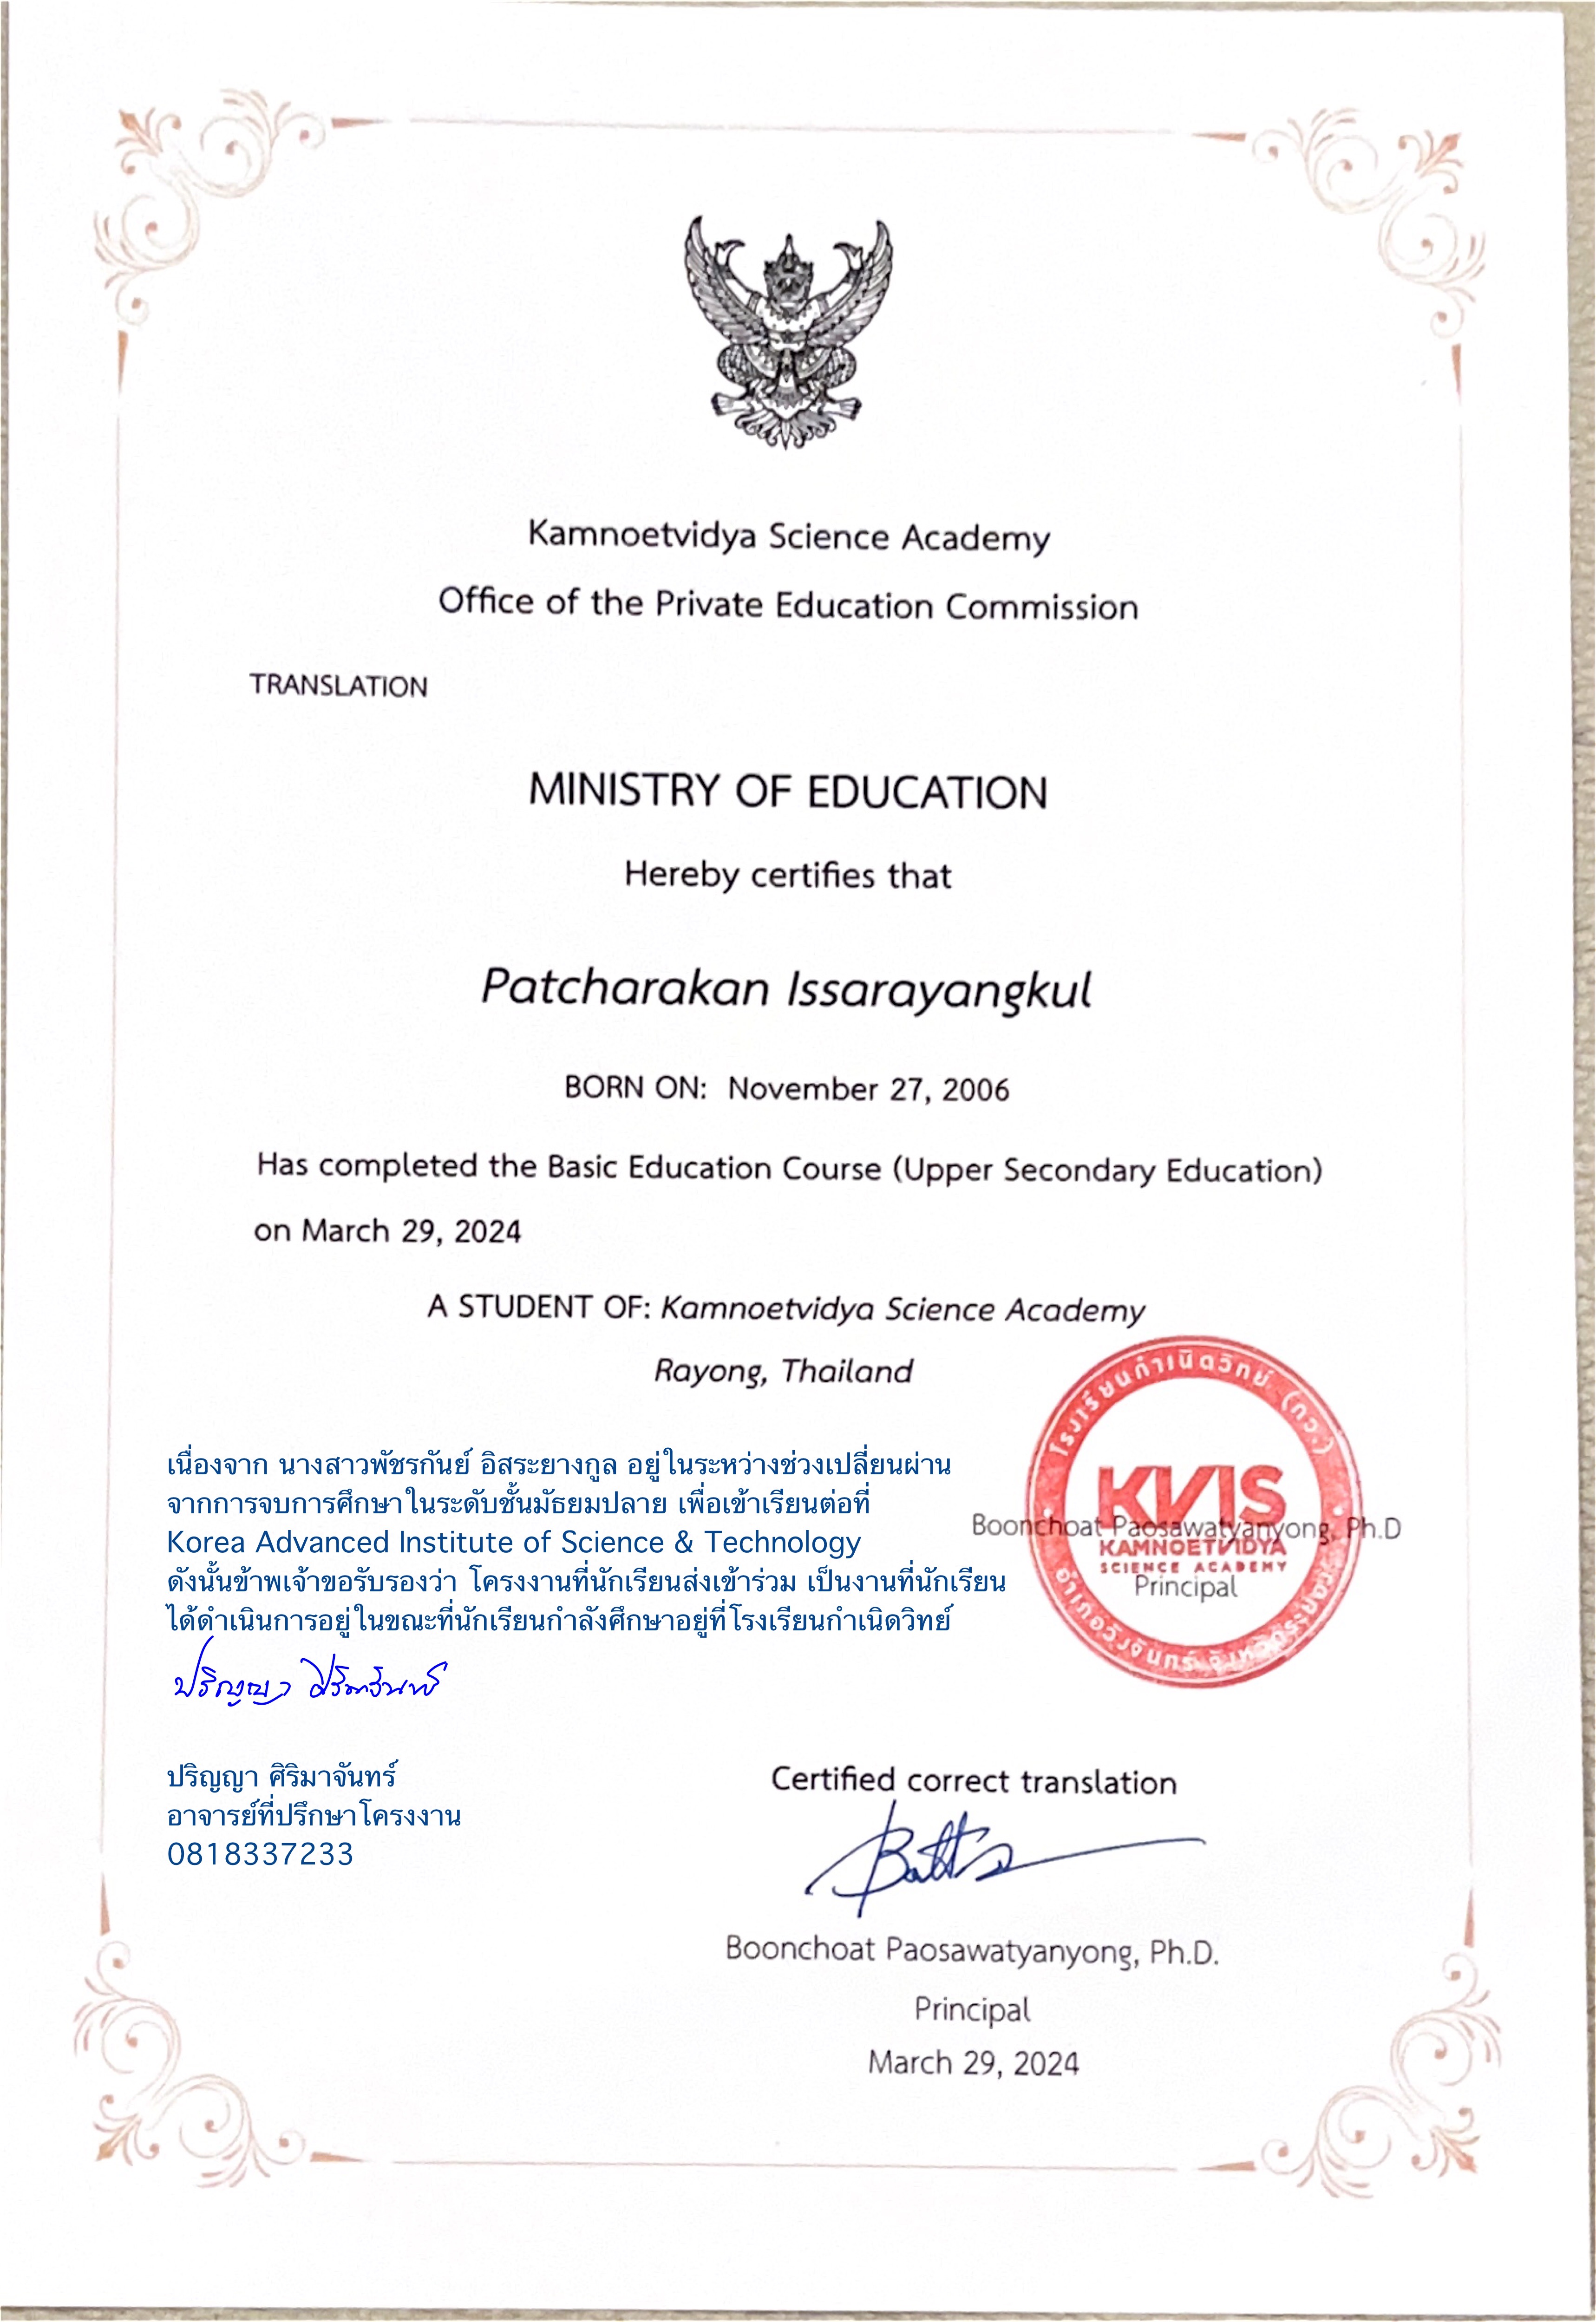 Kamnoetvidya Science Academy
Office of the Private Education Commission
TRANSLATION
MINISTRY OF EDUCATION
Hereby certifies that
Patcharakan Issarayangkul
BORN ON: November 27, 2006
Has completed the Basic Education Course (Upper Secondary Education)
on March 29, 2024
A STUDENT OF: Kamnoetvidya Science Academy
Rayong, Thailand
โรงเรียนกำเนิดวิทย์ (กว.)
KVIS
KAMNOETVIDYA
SCIENCE ACADEMY
อำเภอวังจันทร์ จังหวัดระยอง
Boonchoat Paosawatyanyong, Ph.D
Principal
เนื่องจาก นางสาวพัชรกันย์ อิสระยางกูล อยู่ในระหว่างช่วงเปลี่ยนผ่าน
จากการจบการศึกษาในระดับชั้นมัธยมปลาย เพื่อเข้าเรียนต่อที่
Korea Advanced Institute of Science & Technology
ดังนั้นข้าพเจ้าขอรับรองว่า โครงงานที่นักเรียนส่งเข้าร่วม เป็นงานที่นักเรียน
ได้ดำเนินการอยู่ในขณะที่นักเรียนกำลังศึกษาอยู่ที่โรงเรียนกำเนิดวิทย์
ปริญญา ศิริมาจันทร์
ปริญญา ศิริมาจันทร์
อาจารย์ที่ปรึกษาโครงงาน
0818337233
Certified correct translation
Boonchoat Paosawatyanyong, Ph.D.
Principal
March 29, 2024